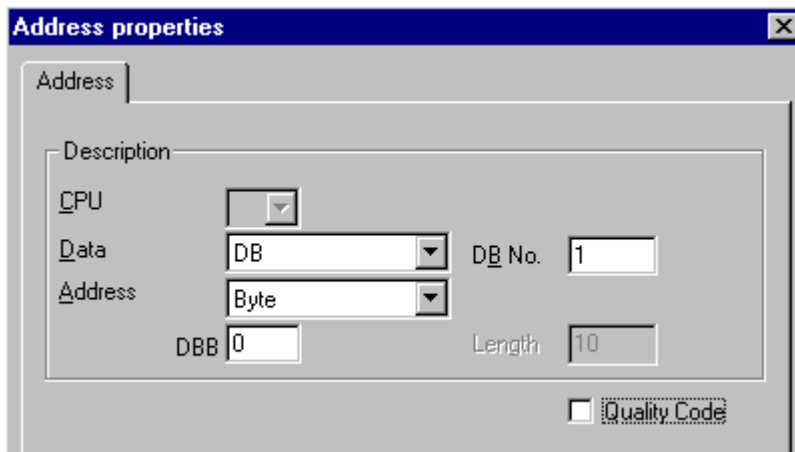 Address properties
Address
Description
CPU
Data DB DB No. 1
Address Byte
DBB 0 Length 10
Quality Code